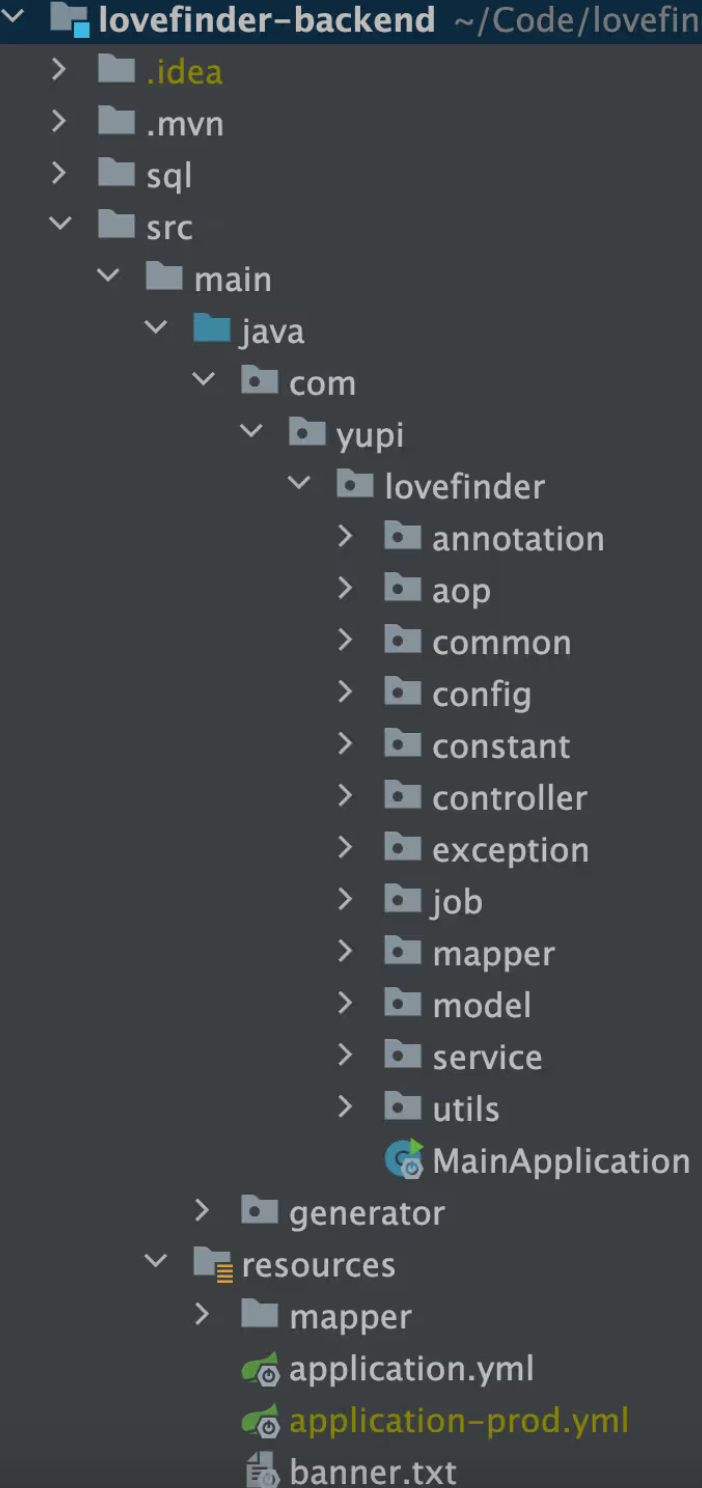 lovefinder-backend ~/Code/lovefin
.idea
.mvn
sql
src
main
java
com
yupi
lovefinder
annotation
aop
common
config
constant
controller
exception
job
mapper
model
service
utils
MainApplication
generator
resources
mapper
application.yml
application-prod.yml
banner.txt